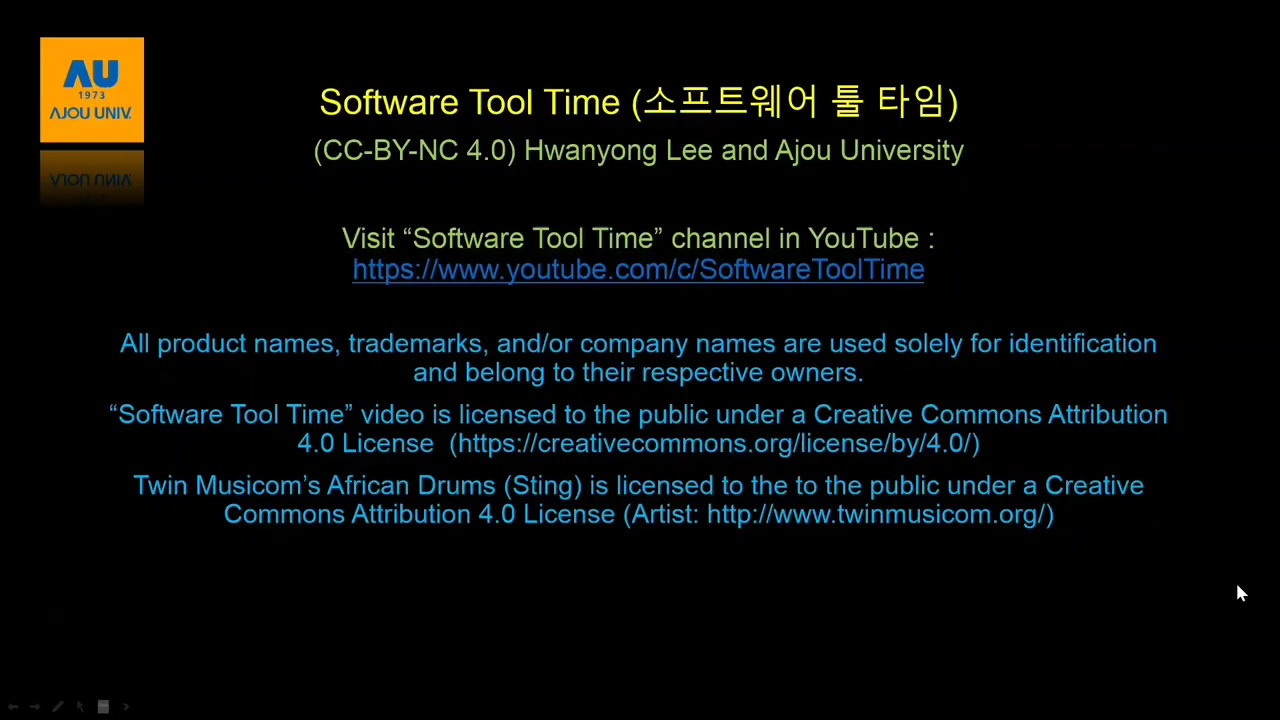 AU
1973
AJOU UNIV.
Software Tool Time (소프트웨어 툴 타임)
(CC-BY-NC 4.0) Hwanyong Lee and Ajou University
Visit “Software Tool Time” channel in YouTube :
https://www.youtube.com/c/SoftwareToolTime
All product names, trademarks, and/or company names are used solely for identification
and belong to their respective owners.
“Software Tool Time” video is licensed to the public under a Creative Commons Attribution
4.0 License (https://creativecommons.org/license/by/4.0/)
Twin Musicom’s African Drums (Sting) is licensed to the to the public under a Creative
Commons Attribution 4.0 License (Artist: http://www.twinmusicom.org/)